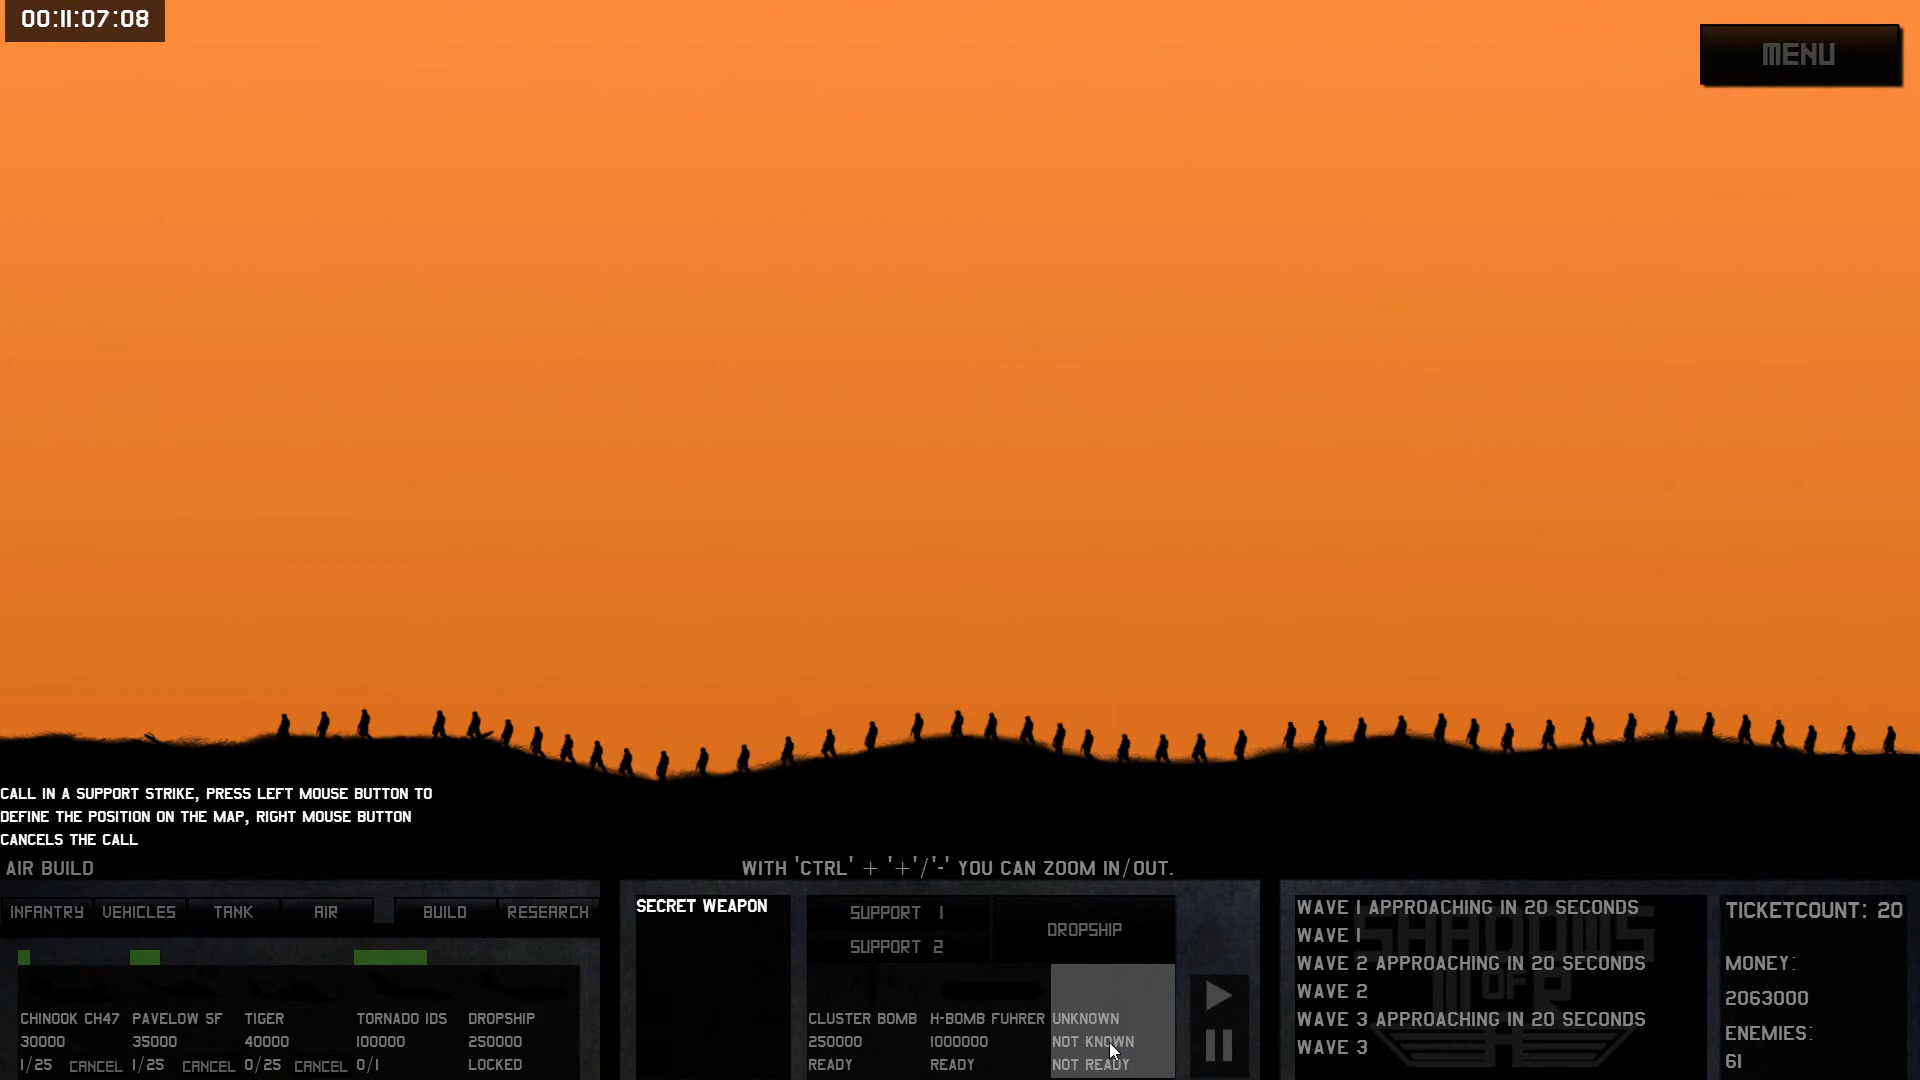 00:11:07:08
MENU
CALL IN A SUPPORT STRIKE, PRESS LEFT MOUSE BUTTON TO
DEFINE THE POSITION ON THE MAP, RIGHT MOUSE BUTTON
CANCELS THE CALL
AIR BUILD
WITH 'CTRL' + '+'/'-' YOU CAN ZOOM IN/OUT.
INFANTRY VEHICLES TANK AIR BUILD RESEARCH
CHINOOK CH47 PAVELOW SF TIGER TORNADO IDS DROPSHIP
30000 35000 40000 100000 250000
1/25 CANCEL 1/25 CANCEL 0/25 CANCEL 0/1 LOCKED
SECRET WEAPON
SUPPORT 1
SUPPORT 2
DROPSHIP
CLUSTER BOMB H-BOMB FUHRER UNKNOWN
250000 1000000 NOT KNOWN
READY READY NOT READY
SHADOWS
OF
WAVE 1 APPROACHING IN 20 SECONDS
WAVE 1
WAVE 2 APPROACHING IN 20 SECONDS
WAVE 2
WAVE 3 APPROACHING IN 20 SECONDS
WAVE 3
TICKETCOUNT: 20
MONEY:
2063000
ENEMIES:
61